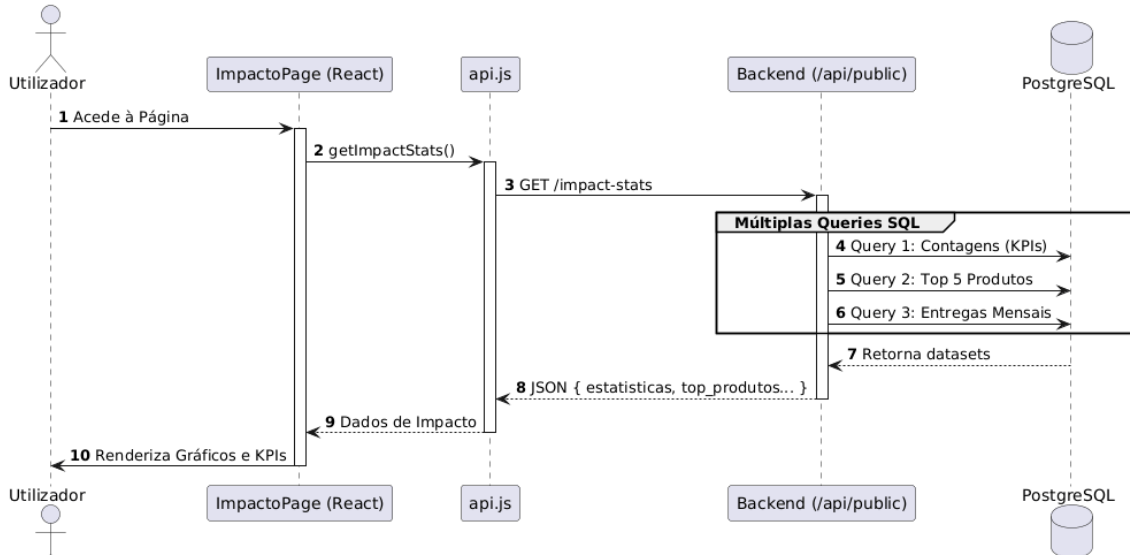 Utilizador
ImpactoPage (React)
api.js
Backend (/api/public)
PostgreSQL
1 Acede à Página
2 getImpactStats()
3 GET /impact-stats
Múltiplas Queries SQL
4 Query 1: Contagens (KPIs)
5 Query 2: Top 5 Produtos
6 Query 3: Entregas Mensais
7 Retorna datasets
8 JSON { estatisticas, top_produtos... }
9 Dados de Impacto
10 Renderiza Gráficos e KPIs
Utilizador
ImpactoPage (React)
api.js
Backend (/api/public)
PostgreSQL